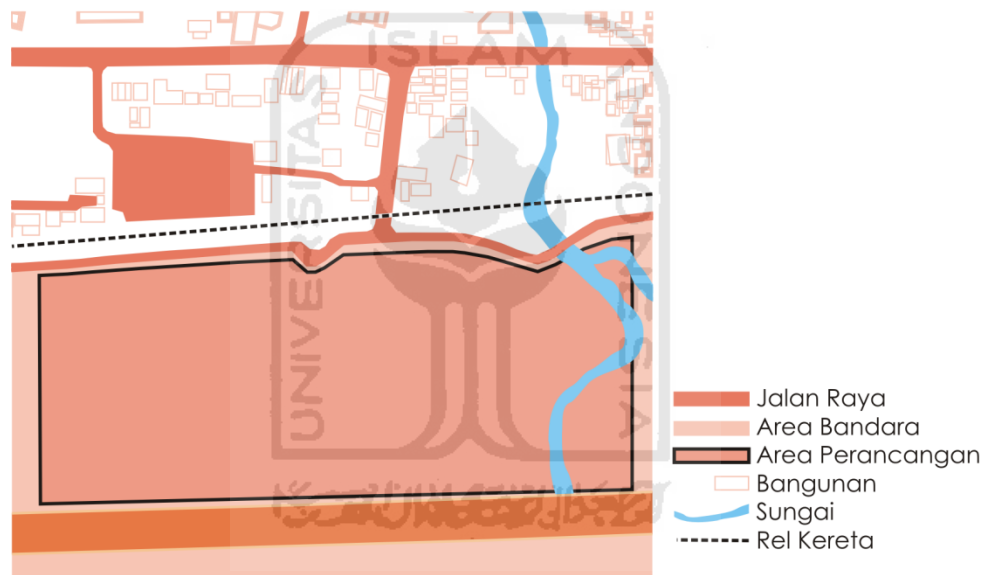 ISLAM
UNIVERSITAS
INDONESIA
Jalan Raya
Area Bandara
Area Perancangan
Bangunan
Sungai
Rel Kereta